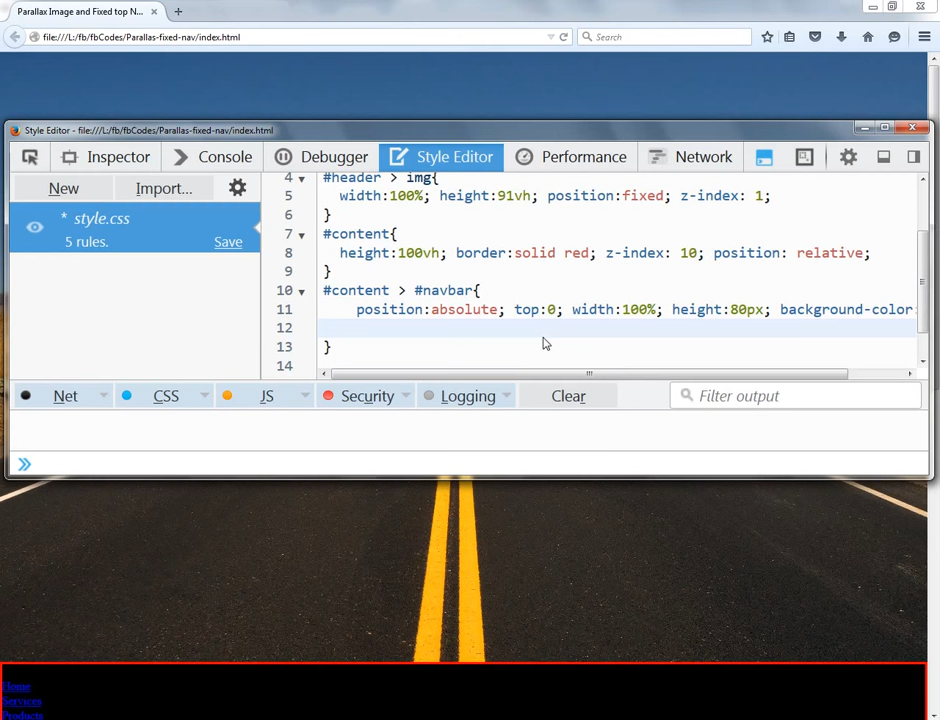 Parallax Image and Fixed top N...
file:///L:/fb/fbCodes/Parallas-fixed-nav/index.html
Search
Style Editor - file:///L:/fb/fbCodes/Parallas-fixed-nav/index.html
Inspector Console Debugger Style Editor Performance Network
New Import...
* style.css
5 rules. Save
4 #header > img{
5 width:100%; height:91vh; position:fixed; z-index: 1;
6 }
7 #content{
8 height:100vh; border:solid red; z-index: 10; position: relative;
9 }
10 #content > #navbar{
11 position:absolute; top:0; width:100%; height:80px; background-color:
12
13 }
14
Net CSS JS Security Logging Clear Filter output
Home
Services
Products